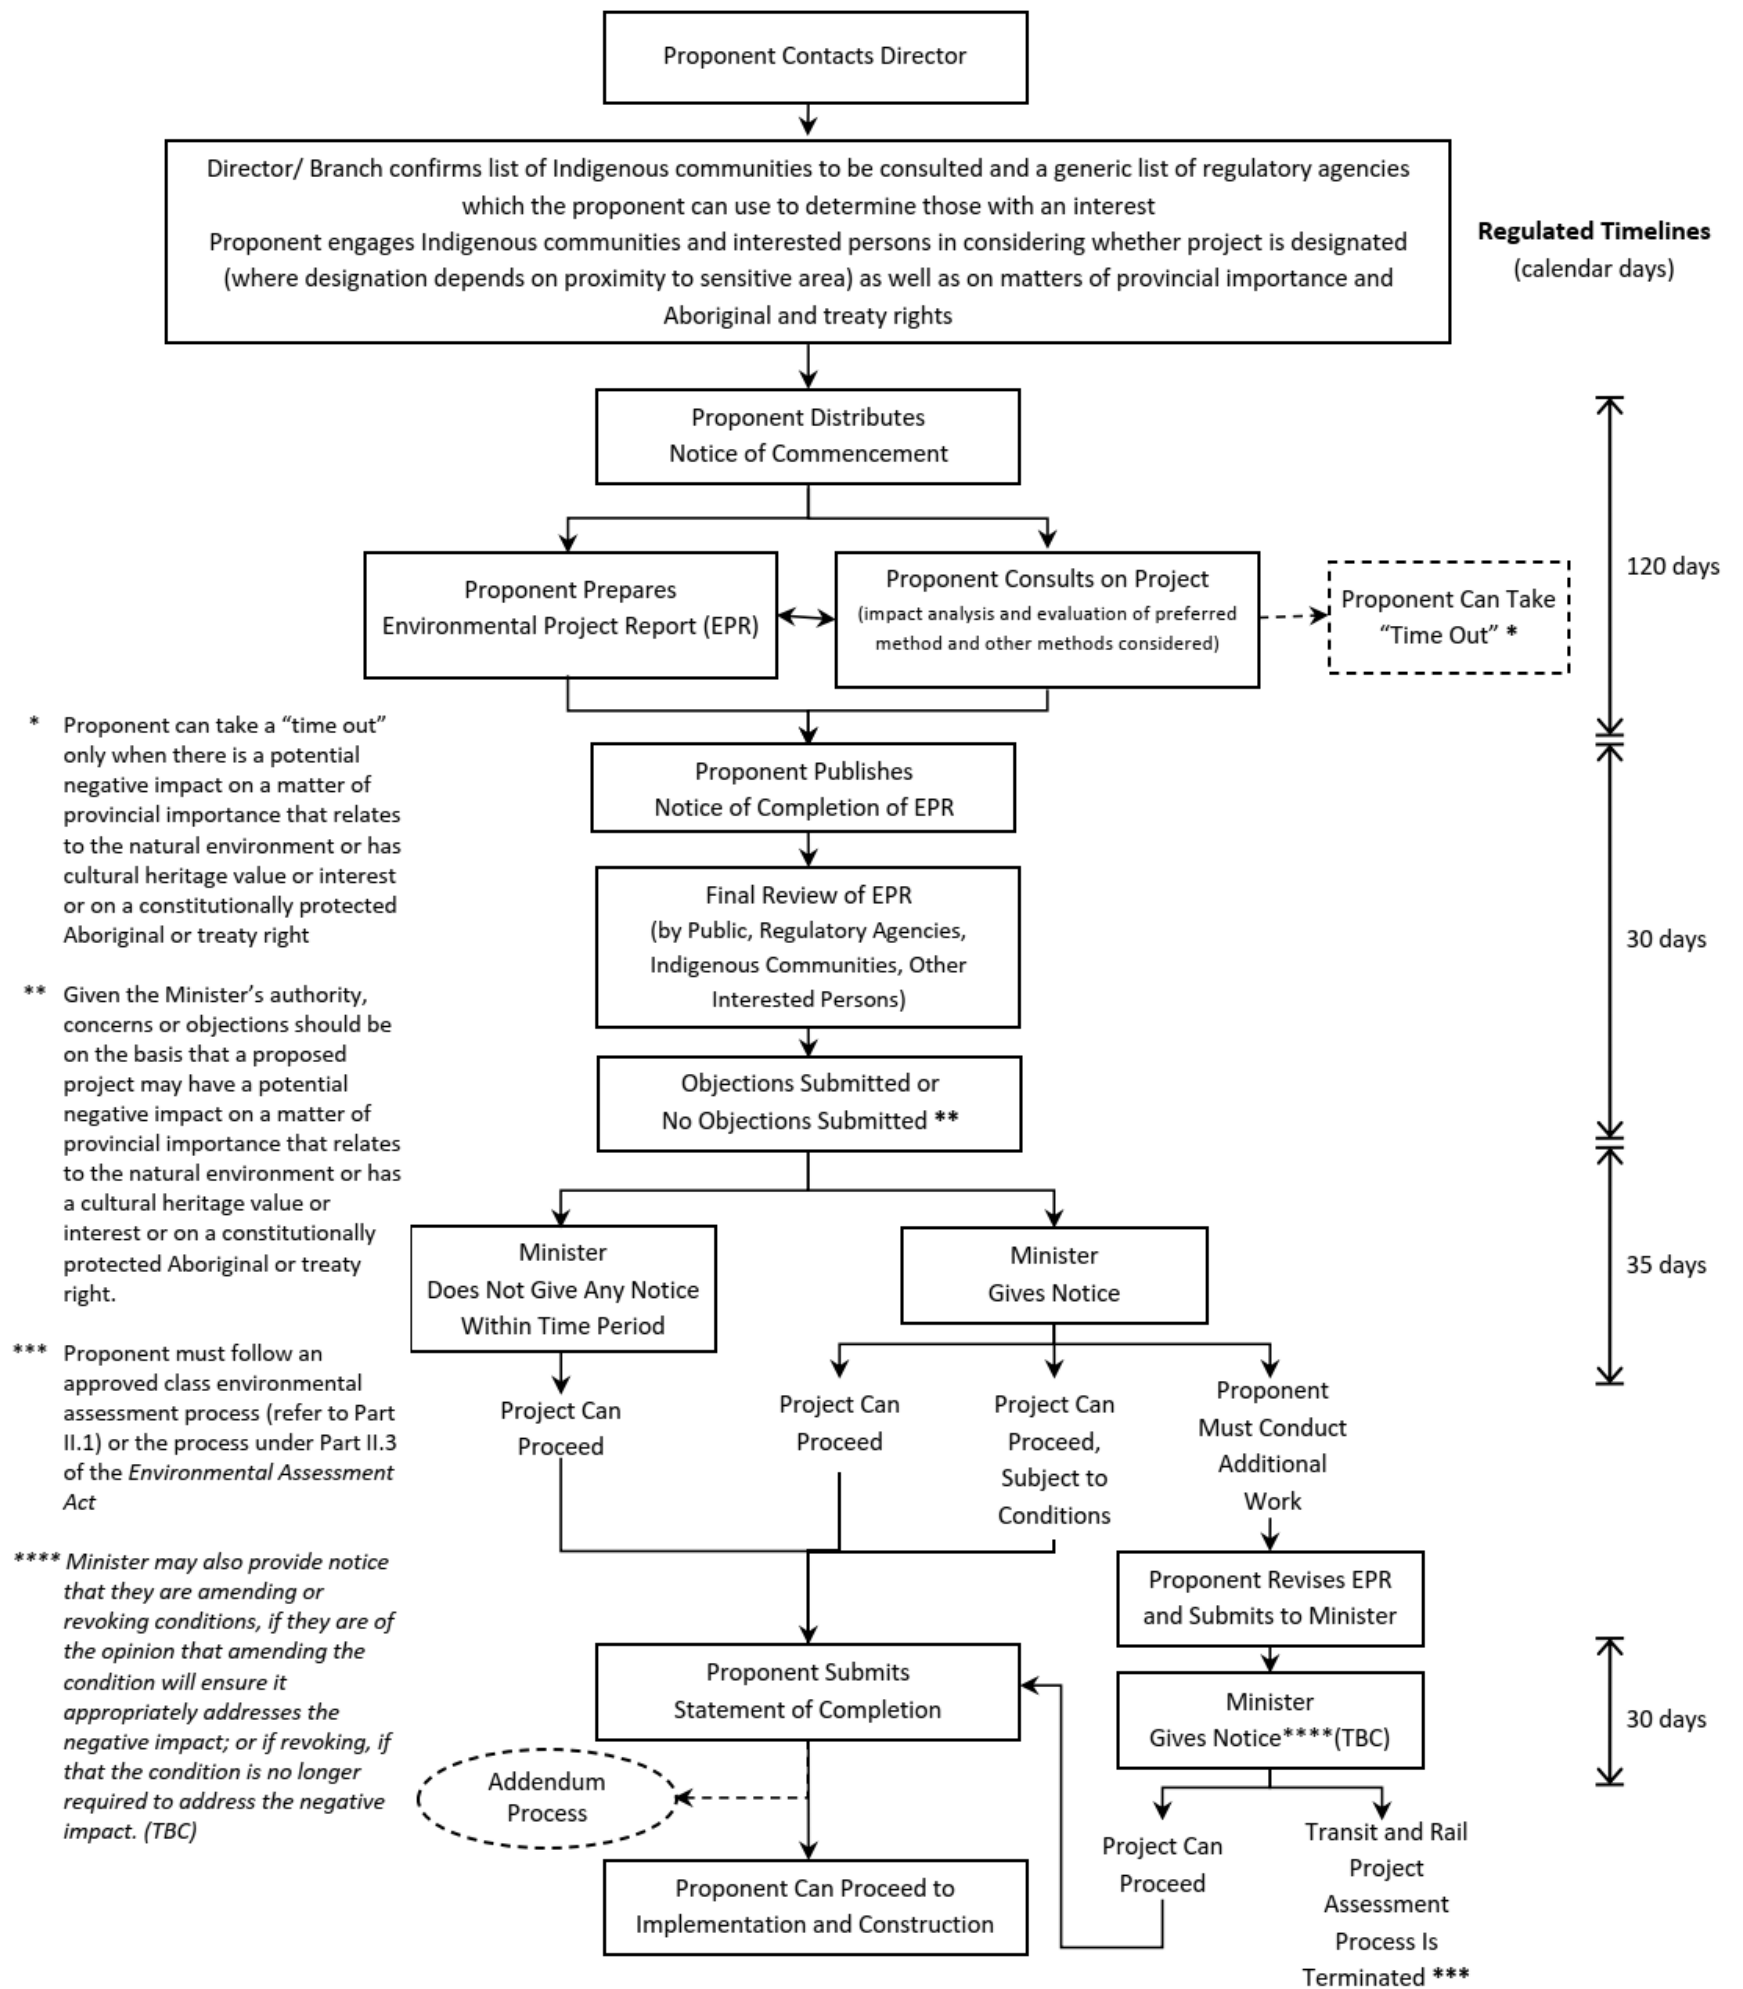 Proponent Contacts Director
Director/ Branch confirms list of Indigenous communities to be consulted and a generic list of regulatory agencies
which the proponent can use to determine those with an interest
Proponent engages Indigenous communities and interested persons in considering whether project is designated
(where designation depends on proximity to sensitive area) as well as on matters of provincial importance and
Aboriginal and treaty rights
Regulated Timelines
(calendar days)
Proponent Distributes
Notice of Commencement
120 days
Proponent Prepares
Environmental Project Report (EPR)
Proponent Consults on Project
(impact analysis and evaluation of preferred
method and other methods considered)
Proponent Can Take
“Time Out” *
* Proponent can take a “time out”
only when there is a potential
negative impact on a matter of
provincial importance that relates
to the natural environment or has
cultural heritage value or interest
or on a constitutionally protected
Aboriginal or treaty right
Proponent Publishes
Notice of Completion of EPR
Final Review of EPR
(by Public, Regulatory Agencies,
Indigenous Communities, Other
Interested Persons)
30 days
** Given the Minister’s authority,
concerns or objections should be
on the basis that a proposed
project may have a potential
negative impact on a matter of
provincial importance that relates
to the natural environment or has
a cultural heritage value or
interest or on a constitutionally
protected Aboriginal or treaty
right.
Objections Submitted or
No Objections Submitted **
Minister
Does Not Give Any Notice
Within Time Period
Minister
Gives Notice
35 days
*** Proponent must follow an
approved class environmental
assessment process (refer to Part
II.1) or the process under Part II.3
of the Environmental Assessment
Act
Project Can
Proceed
Project Can
Proceed
Project Can
Proceed,
Subject to
Conditions
Proponent
Must Conduct
Additional
Work
**** Minister may also provide notice
that they are amending or
revoking conditions, if they are of
the opinion that amending the
condition will ensure it
appropriately addresses the
negative impact; or if revoking, if
that the condition is no longer
required to address the negative
impact. (TBC)
Proponent Revises EPR
and Submits to Minister
Proponent Submits
Statement of Completion
Minister
Gives Notice****(TBC)
30 days
Addendum
Process
Project Can
Proceed
Transit and Rail
Project
Assessment
Process Is
Terminated ***
Proponent Can Proceed to
Implementation and Construction